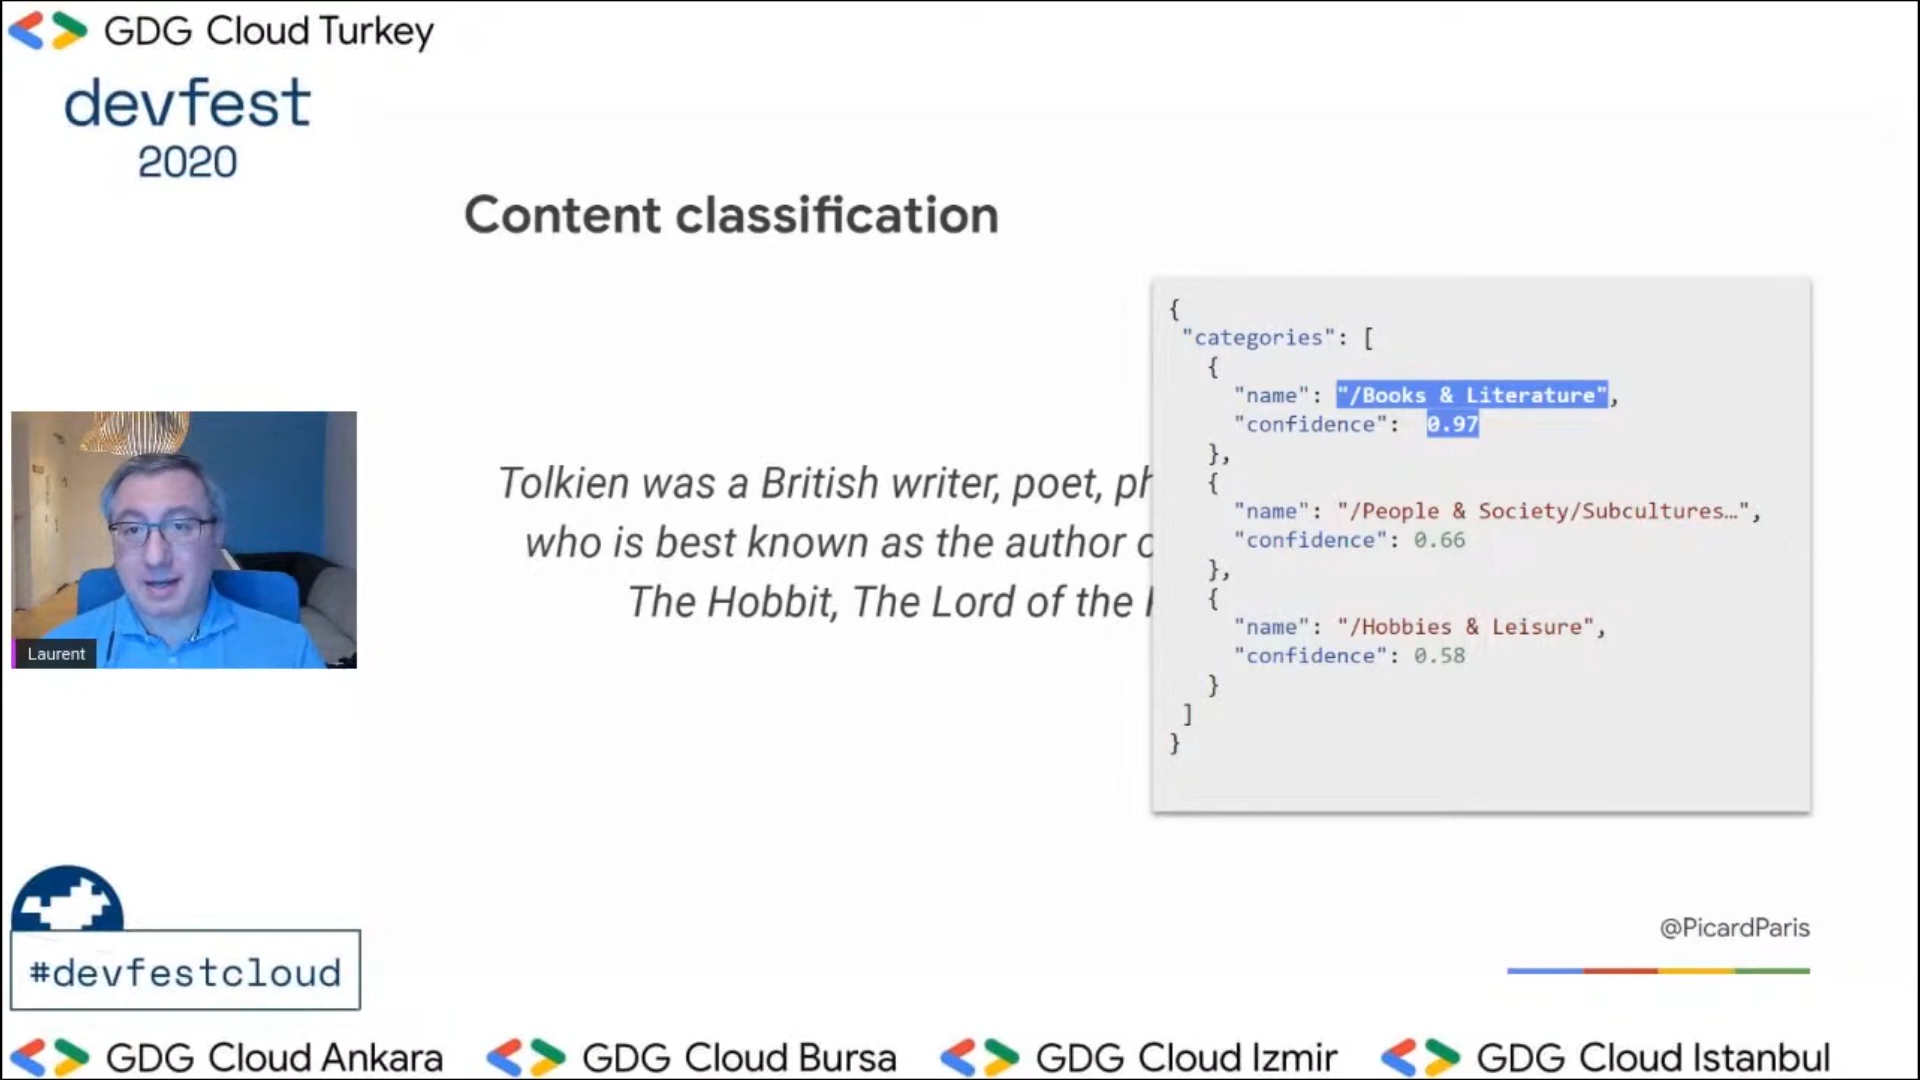 GDG Cloud Turkey
devfest
2020
Content classification
Tolkien was a British writer, poet, ph
who is best known as the author
The Hobbit, The Lord of the
{
"categories": [
{
"name": "/Books & Literature",
"confidence": 0.97
},
{
"name": "/People & Society/Subcultures…",
"confidence": 0.66
},
{
"name": "/Hobbies & Leisure",
"confidence": 0.58
}
]
}
Laurent
@PicardParis
#devfestcloud
GDG Cloud Ankara
GDG Cloud Bursa
GDG Cloud Izmir
GDG Cloud Istanbul